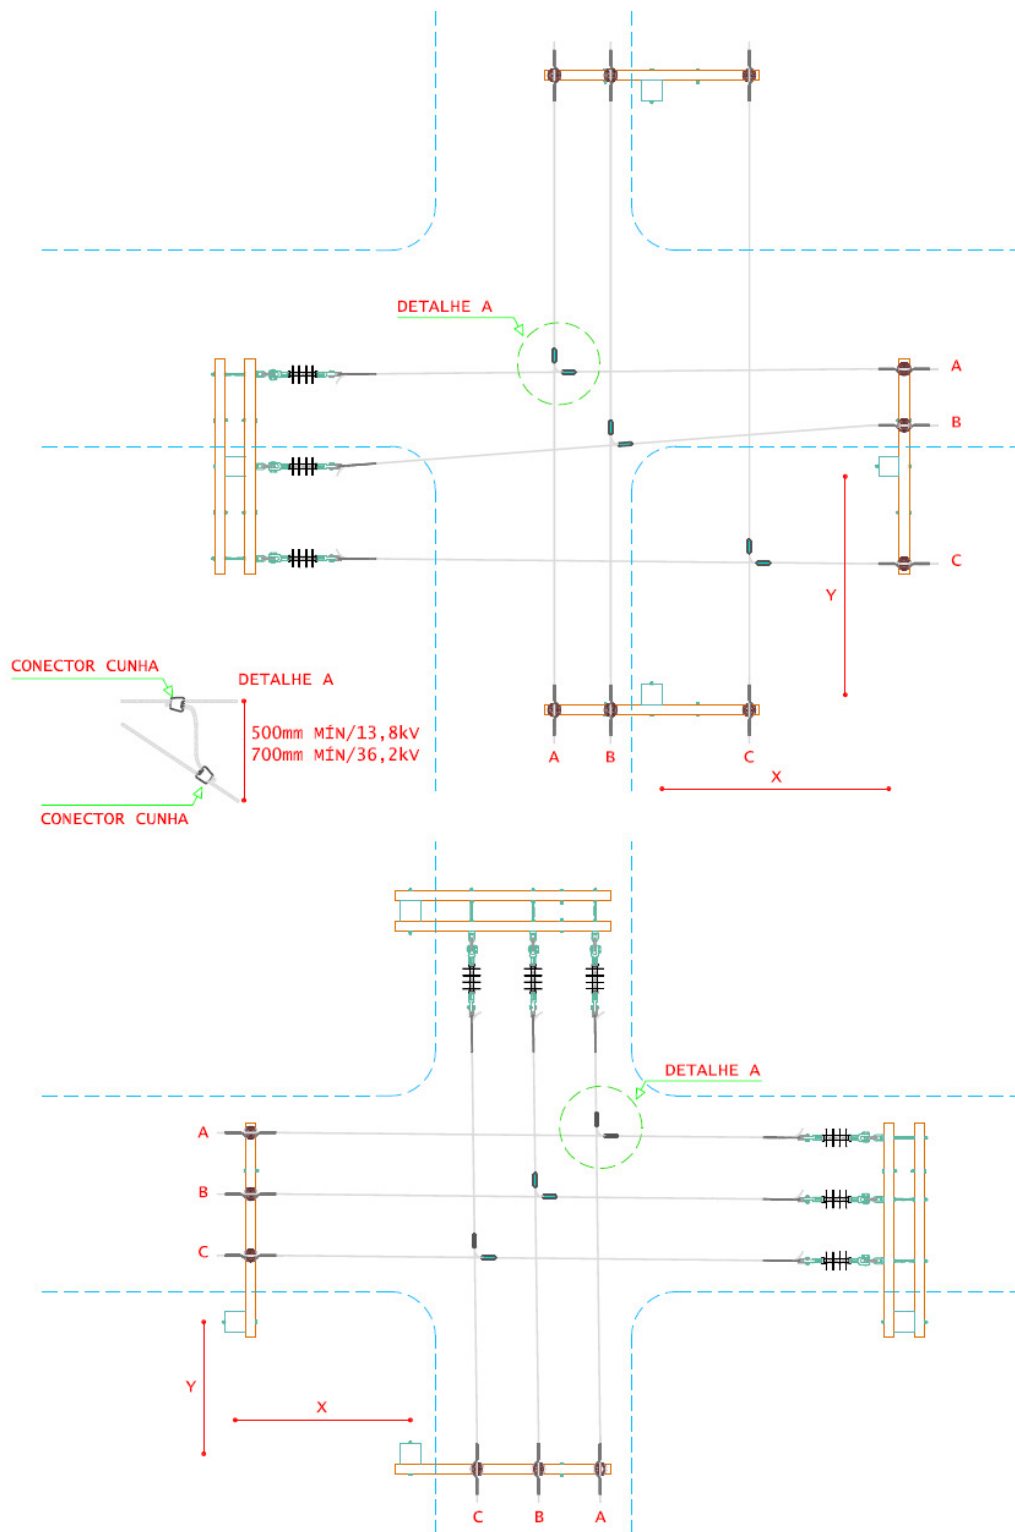 DETALHE A
A
B
C
Y
CONECTOR CUNHA
DETALHE A
500mm MÍN/13,8kV
700mm MÍN/36,2kV
CONECTOR CUNHA
A
B
C
X
DETALHE A
A
B
C
Y
X
C
B
A